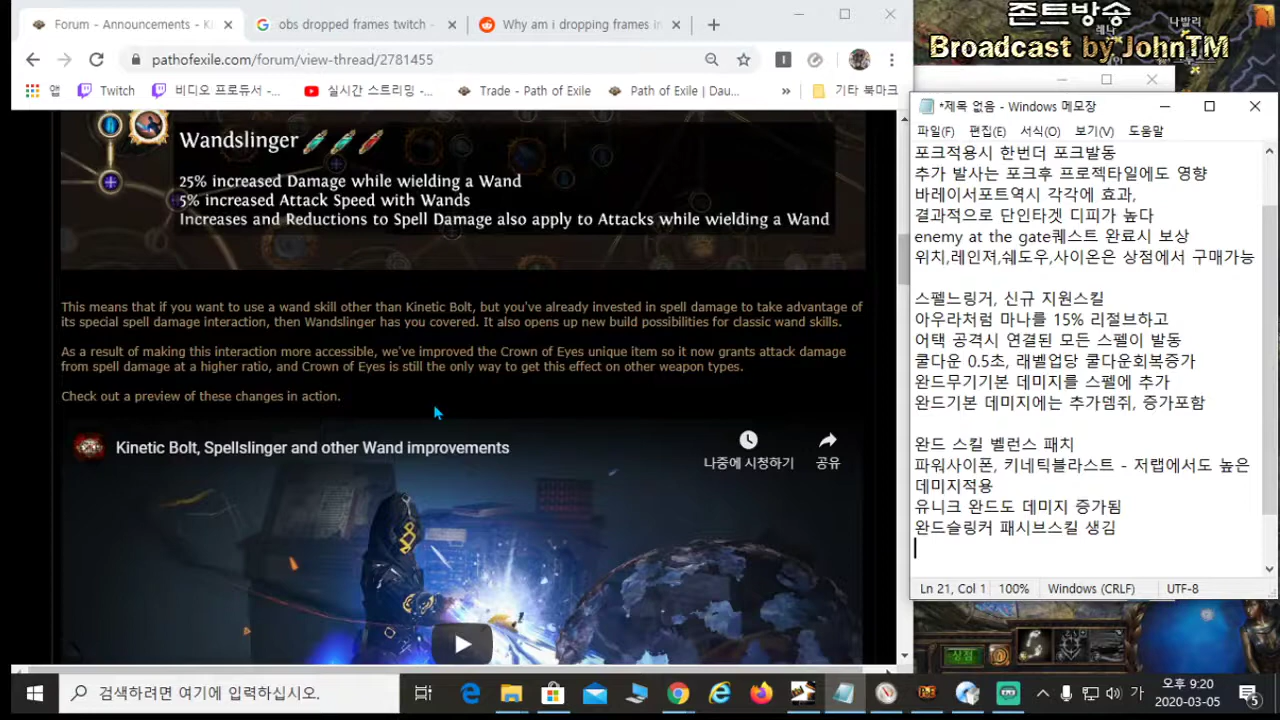 Forum - Announcements - Ki
obs dropped frames twitch -
Why am i dropping frames in
pathofexile.com/forum/view-thread/2781455
앱
Twitch
비디오 프로듀서 -...
실시간 스트리밍 -...
Trade - Path of Exile
Path of Exile | Dau...
»
기타 북마크
Wandslinger
25% increased Damage while wielding a Wand
5% increased Attack Speed with Wands
Increases and Reductions to Spell Damage also apply to Attacks while wielding a Wand
This means that if you want to use a wand skill other than Kinetic Bolt, but you've already invested in spell damage to take advantage of
its special spell damage interaction, then Wandslinger has you covered. It also opens up new build possibilities for classic wand skills.
As a result of making this interaction more accessible, we've improved the Crown of Eyes unique item so it now grants attack damage
from spell damage at a higher ratio, and Crown of Eyes is still the only way to get this effect on other weapon types.
Check out a preview of these changes in action.
Kinetic Bolt, Spellslinger and other Wand improvements
나중에 시청하기
공유
존트방송
Broadcast by JohnTM
나발리
레나
*제목 없음 - Windows 메모장
파일(F) 편집(E) 서식(O) 보기(V) 도움말
포크적용시 한번더 포크발동
추가 발사는 포크후 프로젝타일에도 영향
바레이서포트역시 각각에 효과,
결과적으로 단인타겟 디피가 높다
enemy at the gate퀘스트 완료시 보상
위치,레인져,쉐도우,사이온은 상점에서 구매가능
스펠느링거, 신규 지원스킬
아우라처럼 마나를 15% 리절브하고
어택 공격시 연결된 모든 스펠이 발동
쿨다운 0.5초, 래벨업당 쿨다운회복증가
완드무기기본 데미지를 스펠에 추가
완드기본 데미지에는 추가뎀쥐, 증가포함
완드 스킬 벨런스 패치
파워사이폰, 키네틱블라스트 - 저랩에서도 높은
데미지적용
유니크 완드도 데미지 증가됨
완드슬링커 패시브스킬 생김
Ln 21, Col 1 100% Windows (CRLF) UTF-8
상점
검색하려면 여기에 입력하십시오.
가
오후 9:20
2020-03-05
5